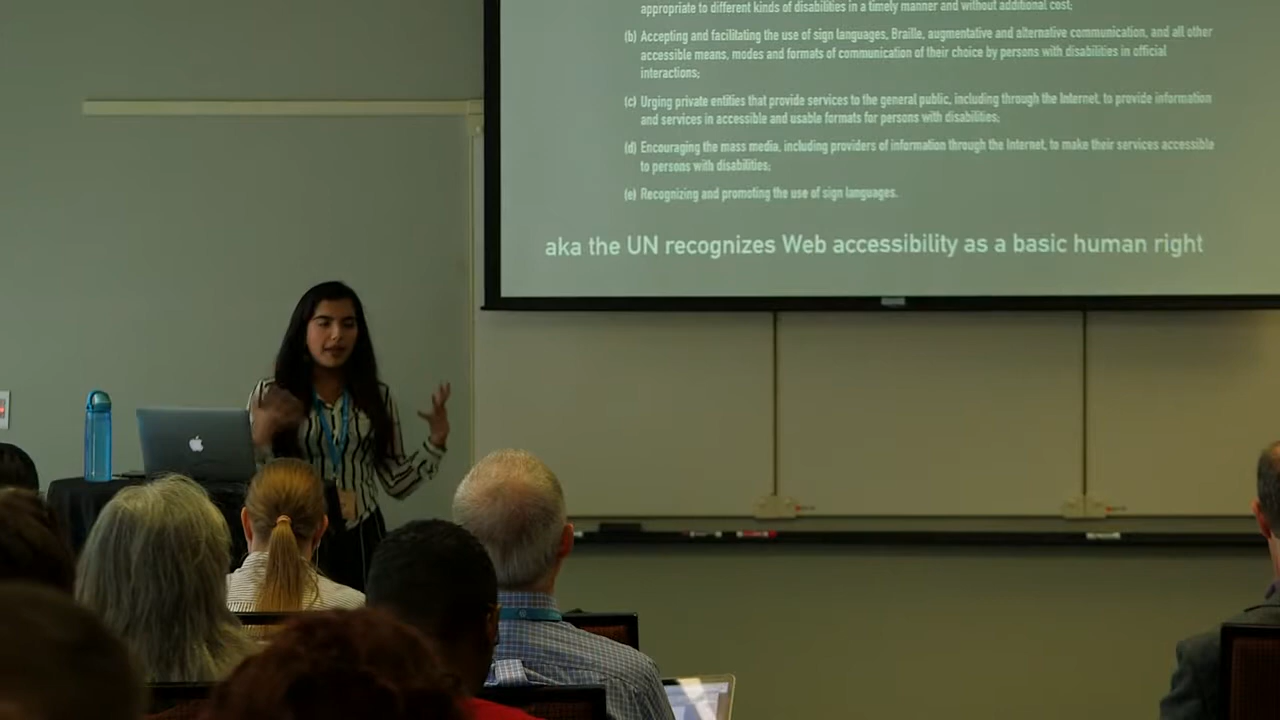 appropriate to different kinds of disabilities in a timely manner and without additional cost;
(b) Accepting and facilitating the use of sign languages, Braille, augmentative and alternative communication, and all other
accessible means, modes and formats of communication of their choice by persons with disabilities in official
interactions;
(c) Urging private entities that provide services to the general public, including through the Internet, to provide information
and services in accessible and usable formats for persons with disabilities;
(d) Encouraging the mass media, including providers of information through the Internet, to make their services accessible
to persons with disabilities;
(e) Recognizing and promoting the use of sign languages.
aka the UN recognizes Web accessibility as a basic human right